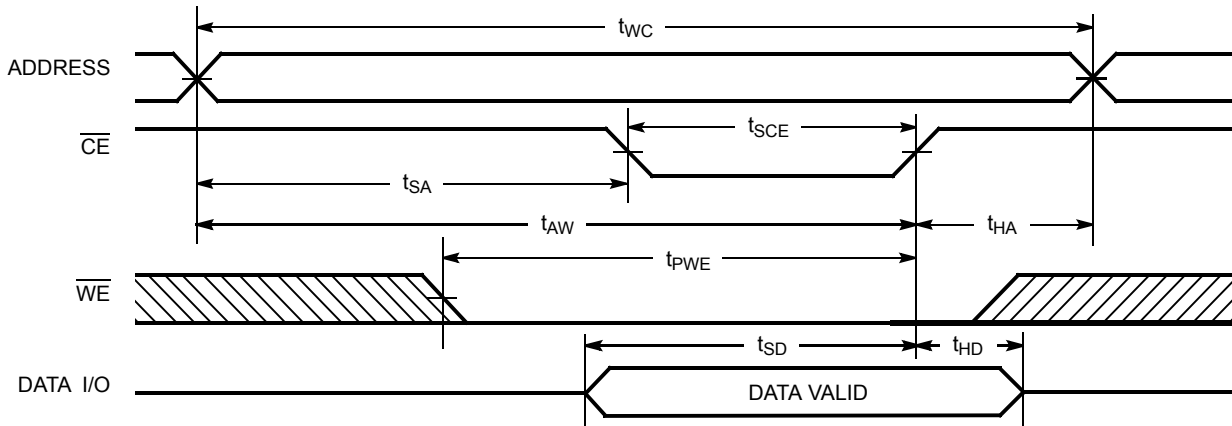 tWC
ADDRESS
CE
tSCE
tSA
tAW
tHA
tPWE
WE
tSD
tHD
DATA I/O
DATA VALID